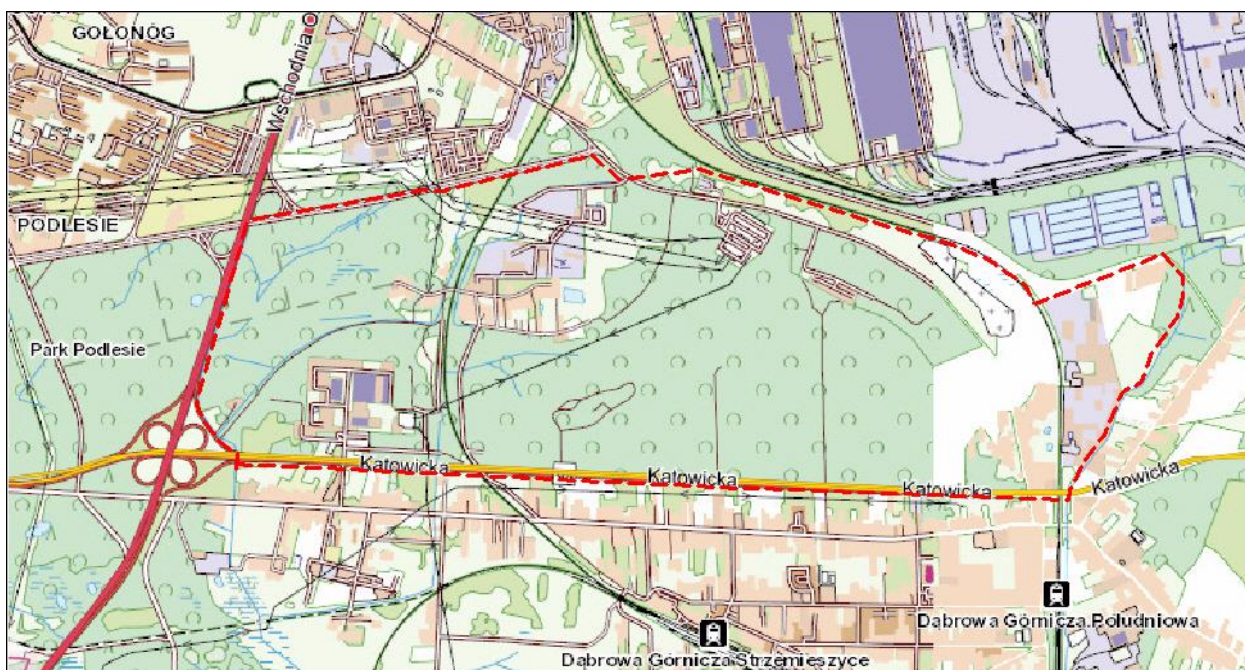 GOŁONÓG
Wschodnia
PODLESIE
Park Podlesie
Katowicka
Katowicka
Katowicka
Katowicka
Dąbrowa Górnicza Południowa
Dąbrowa Górnicza Strzemieszyce